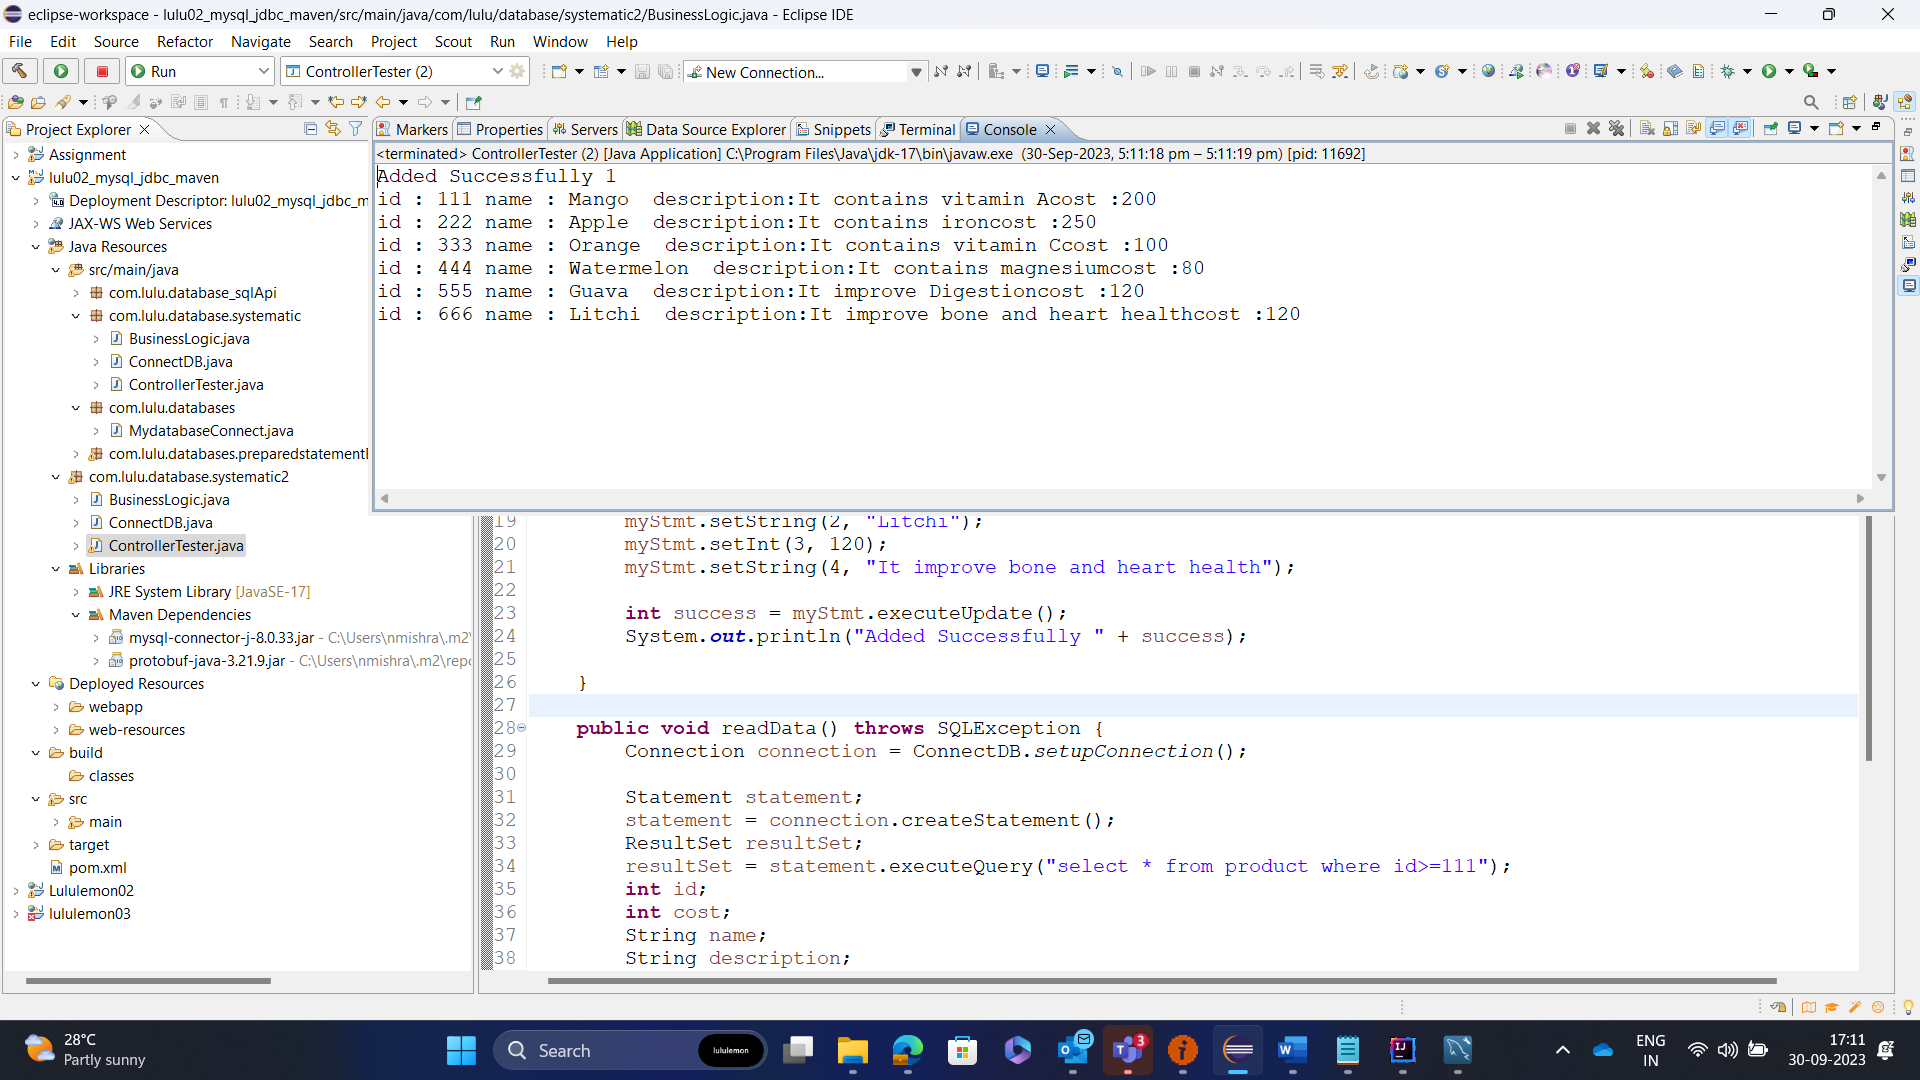 eclipse-workspace - lulu02_mysql_jdbc_maven/src/main/java/com/lulu/database/systematic2/BusinessLogic.java - Eclipse IDE
File Edit Source Refactor Navigate Search Project Scout Run Window Help
Run ControllerTester (2) New Connection...
Project Explorer
Markers Properties Servers Data Source Explorer Snippets Terminal Console
<terminated> ControllerTester (2) [Java Application] C:\Program Files\Java\jdk-17\bin\javaw.exe (30-Sep-2023, 5:11:18 pm – 5:11:19 pm) [pid: 11692]
Added Successfully 1
id : 111 name : Mango  description:It contains vitamin Acost :200
id : 222 name : Apple  description:It contains ironcost :250
id : 333 name : Orange  description:It contains vitamin Ccost :100
id : 444 name : Watermelon  description:It contains magnesiumcost :80
id : 555 name : Guava  description:It improve Digestioncost :120
id : 666 name : Litchi  description:It improve bone and heart healthcost :120
Assignment
lulu02_mysql_jdbc_maven
Deployment Descriptor: lulu02_mysql_jdbc_m
JAX-WS Web Services
Java Resources
src/main/java
com.lulu.database_sqlApi
com.lulu.database.systematic
BusinessLogic.java
ConnectDB.java
ControllerTester.java
com.lulu.databases
MydatabaseConnect.java
com.lulu.databases.preparedstatement
com.lulu.database.systematic2
BusinessLogic.java
ConnectDB.java
ControllerTester.java
Libraries
JRE System Library [JavaSE-17]
Maven Dependencies
mysql-connector-j-8.0.33.jar - C:\Users\nmishra\.m2\
protobuf-java-3.21.9.jar - C:\Users\nmishra\.m2\repo
Deployed Resources
webapp
web-resources
build
classes
src
main
target
pom.xml
Lululemon02
lululemon03
19 myStmt.setString(2, "Litchi");
20 myStmt.setInt(3, 120);
21 myStmt.setString(4, "It improve bone and heart health");
22
23 int success = myStmt.executeUpdate();
24 System.out.println("Added Successfully " + success);
25
26 }
27
28 public void readData() throws SQLException {
29 Connection connection = ConnectDB.setupConnection();
30
31 Statement statement;
32 statement = connection.createStatement();
33 ResultSet resultSet;
34 resultSet = statement.executeQuery("select * from product where id>=111");
35 int id;
36 int cost;
37 String name;
38 String description;
28°C
Partly sunny
Search
lululemon
3
ENG
IN
17:11
30-09-2023